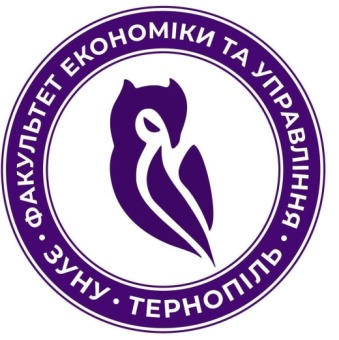 ФАКУЛЬТЕТ ЕКОНОМІКИ ТА УПРАВЛІННЯ
ЗУНУ • ТЕРНОПІЛЬ